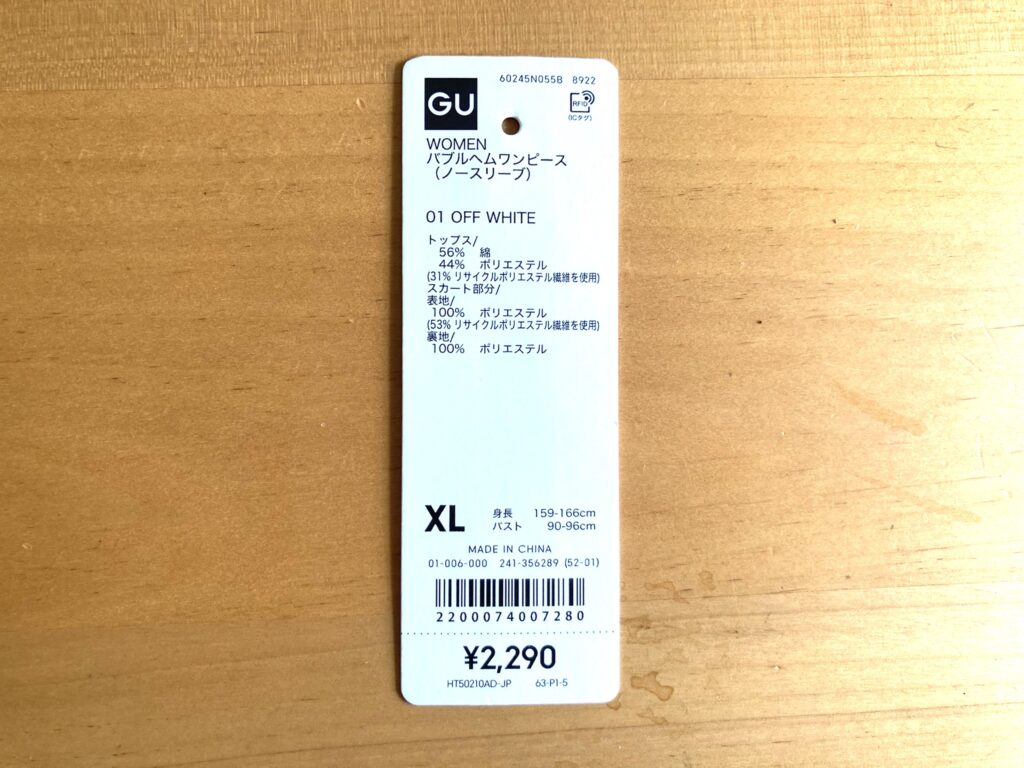 60245N055B 8922
GU
RFID
(ICタグ)
WOMEN
バブルヘムワンピース
(ノースリーブ)
01 OFF WHITE
トップス/
56% 綿
44% ポリエステル
(31% リサイクルポリエステル繊維を使用)
スカート部分/
表地/
100% ポリエステル
(53% リサイクルポリエステル繊維を使用)
裏地/
100% ポリエステル
XL 身長 159-166cm
バスト 90-96cm
MADE IN CHINA
01-006-000 241-356289 (52-01)
2200074007280
¥2,290
HT50210AD-JP 63-P1-5